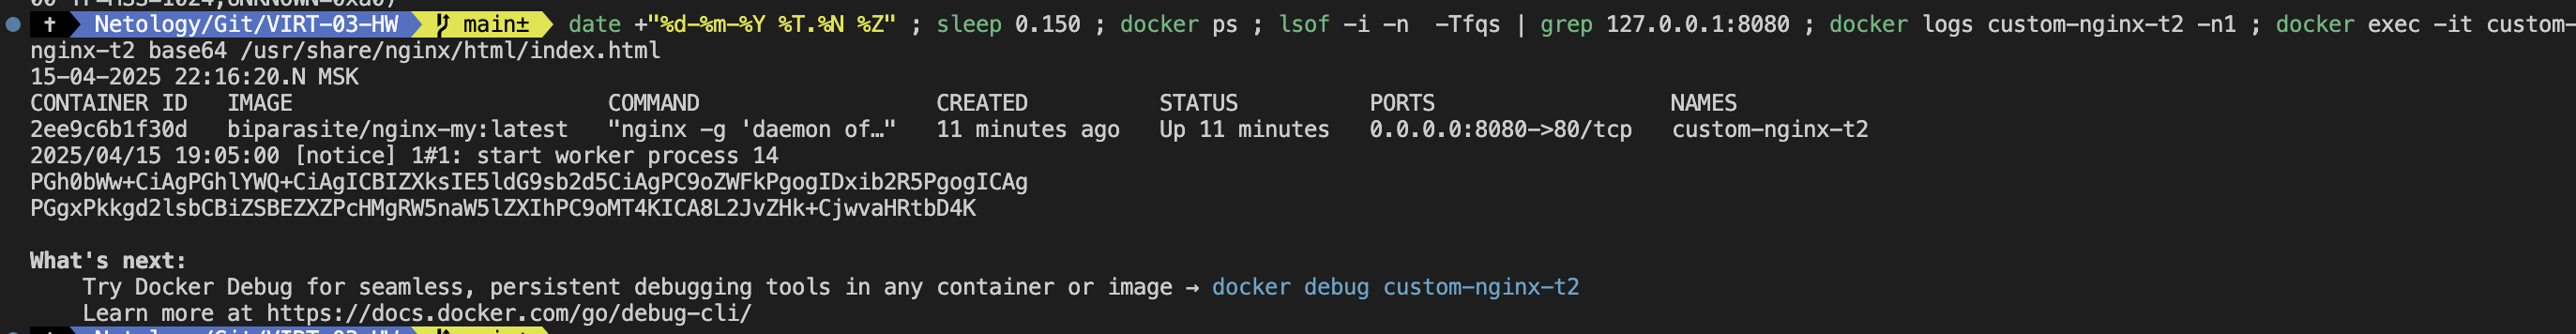 † Netology/Git/VIRT-03-HW main± date +"%d-%m-%Y %T.%N %Z" ; sleep 0.150 ; docker ps ; lsof -i -n  -Tfqs | grep 127.0.0.1:8080 ; docker logs custom-nginx-t2 -n1 ; docker exec -it custom-
nginx-t2 base64 /usr/share/nginx/html/index.html
15-04-2025 22:16:20.N MSK
CONTAINER ID   IMAGE                       COMMAND                  CREATED          STATUS          PORTS                  NAMES
2ee9c6b1f30d   biparasite/nginx-my:latest   "nginx -g 'daemon of…"   11 minutes ago   Up 11 minutes   0.0.0.0:8080->80/tcp   custom-nginx-t2
2025/04/15 19:05:00 [notice] 1#1: start worker process 14
PGh0bWw+CiAgPGhlYWQ+CiAgICBIZXksIE5ldG9sb2d5CiAgPC9oZWFkPgogIDxib2R5PgogICAg
PGgxPkkgd2lsbCBiZSBEZXZPcHMgRW5naW5lZXIhPC9oMT4KICA8L2JvZHk+CjwvaHRtbD4K
What's next:
Try Docker Debug for seamless, persistent debugging tools in any container or image → docker debug custom-nginx-t2
Learn more at https://docs.docker.com/go/debug-cli/